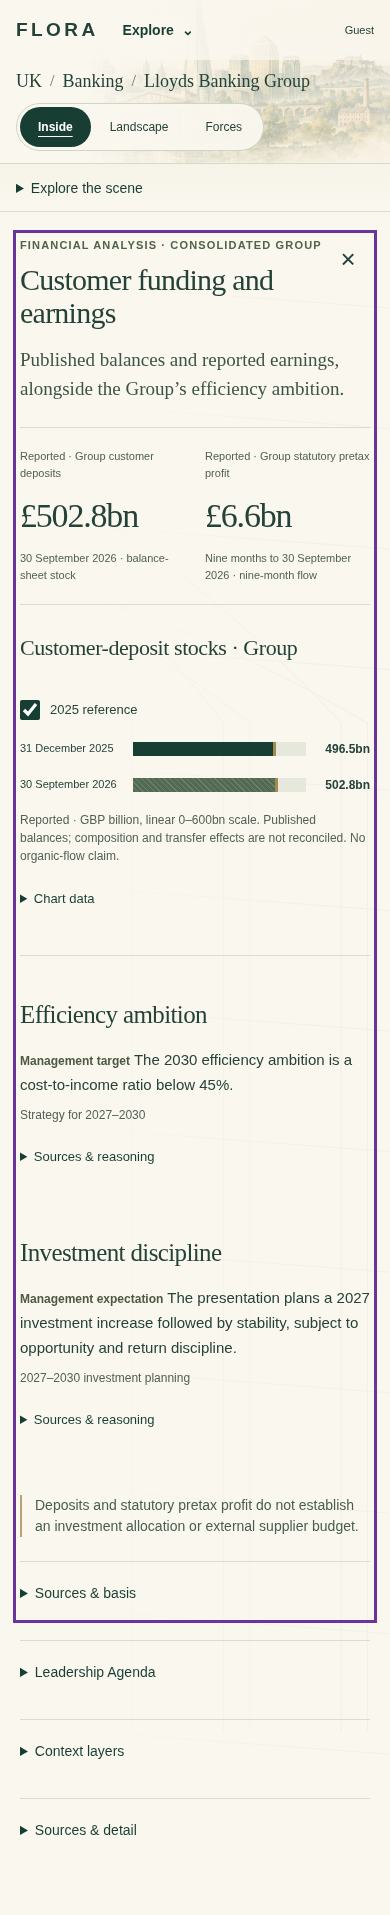 FLORA Explore Guest
UK / Banking / Lloyds Banking Group
Inside Landscape Forces
Explore the scene
FINANCIAL ANALYSIS · CONSOLIDATED GROUP
Customer funding and
earnings
Published balances and reported earnings,
alongside the Group’s efficiency ambition.
Reported · Group customer
deposits
£502.8bn
30 September 2026 · balance-
sheet stock
Reported · Group statutory pretax
profit
£6.6bn
Nine months to 30 September
2026 · nine-month flow
Customer-deposit stocks · Group
2025 reference
31 December 2025 496.5bn
30 September 2026 502.8bn
Reported · GBP billion, linear 0–600bn scale. Published
balances; composition and transfer effects are not reconciled. No
organic-flow claim.
Chart data
Efficiency ambition
Management target The 2030 efficiency ambition is a
cost-to-income ratio below 45%.
Strategy for 2027–2030
Sources & reasoning
Investment discipline
Management expectation The presentation plans a 2027
investment increase followed by stability, subject to
opportunity and return discipline.
2027–2030 investment planning
Sources & reasoning
Deposits and statutory pretax profit do not establish
an investment allocation or external supplier budget.
Sources & basis
Leadership Agenda
Context layers
Sources & detail